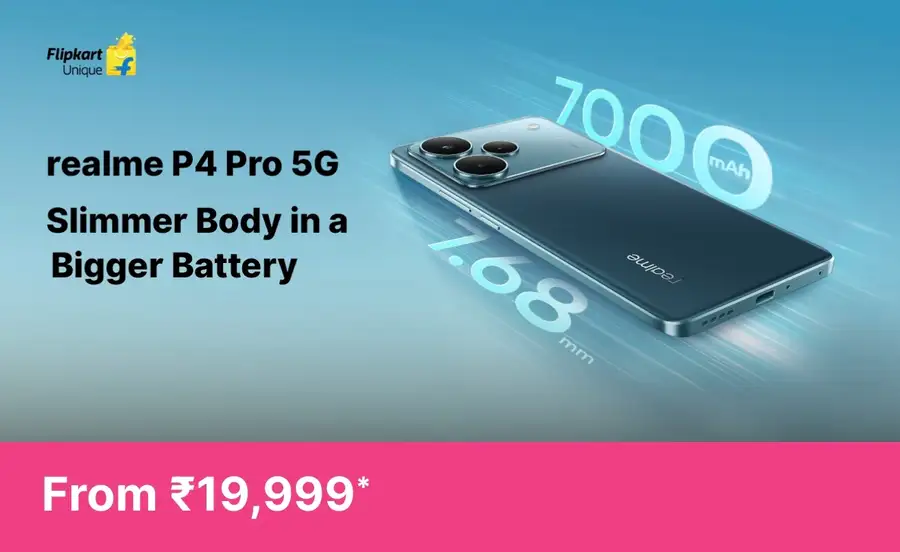 Flipkart
Unique
realme P4 Pro 5G
Slimmer Body in a
Bigger Battery
7000
mAh
7.68
mm
realme
From ₹19,999*